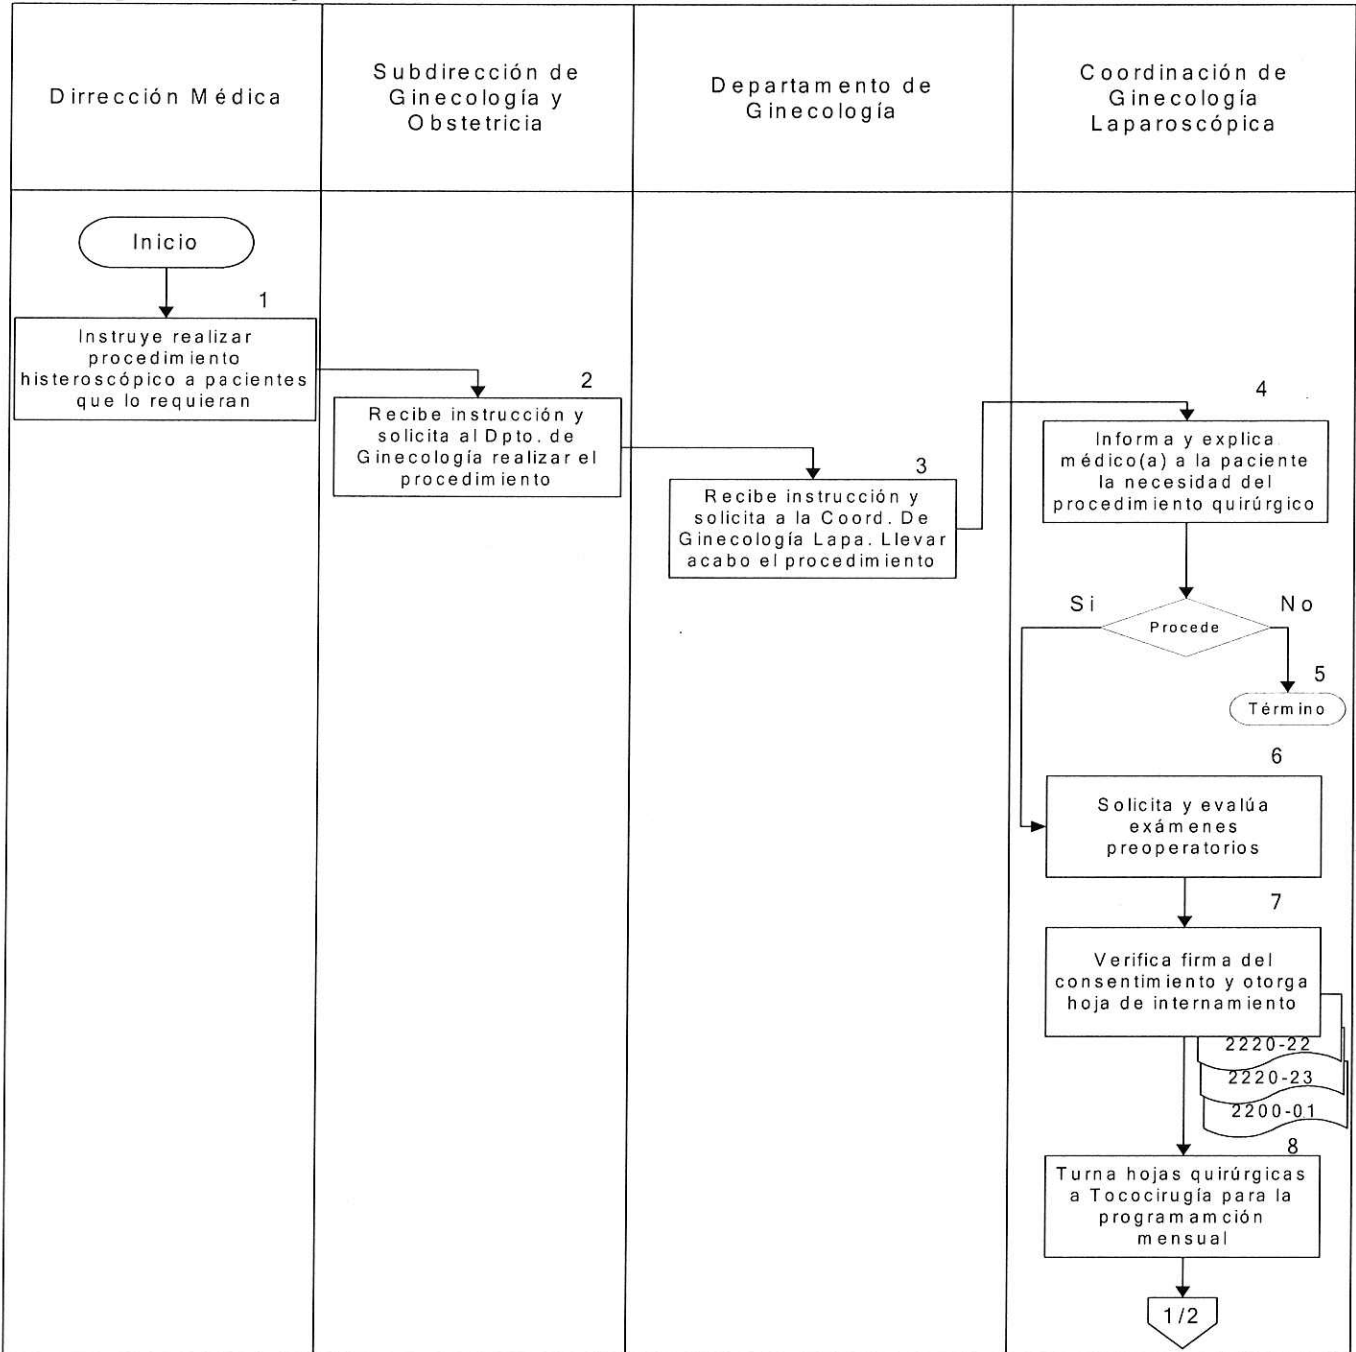 Dirrección Médica
Subdirección de
Ginecología y
Obstetricia
Departamento de
Ginecología
Coordinación de
Ginecología
Laparoscópica
Inicio
1
Instruye realizar
procedimiento
histeroscópico a pacientes
que lo requieran
2
Recibe instrucción y
solicita al Dpto. de
Ginecología realizar el
procedimiento
3
Recibe instrucción y
solicita a la Coord. De
Ginecología Lapa. Llevar
acabo el procedimiento
4
Informa y explica
médico(a) a la paciente
la necesidad del
procedimiento quirúrgico
Si
Procede
No
5
Término
6
Solicita y evalúa
exámenes
preoperatorios
7
Verifica firma del
consentimiento y otorga
hoja de internamiento
2220-22
2220-23
2200-01
8
Turna hojas quirúrgicas
a Tococirugía para la
programamción
mensual
1/2